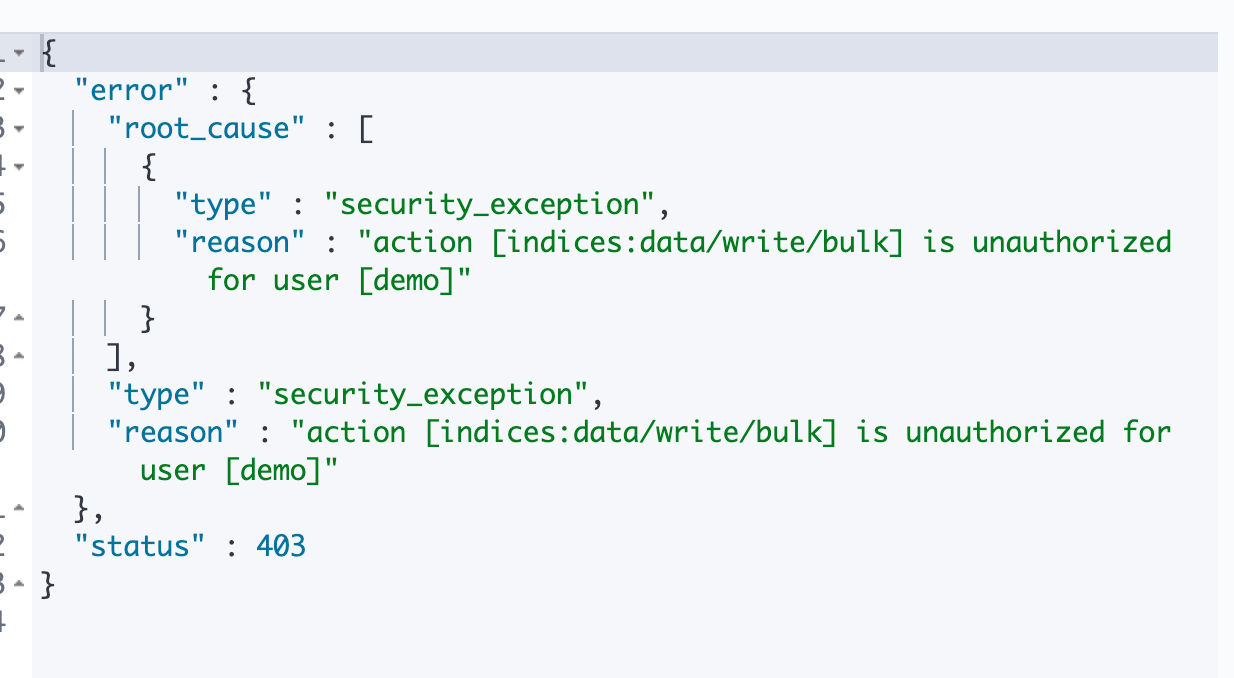 {
"error" : {
"root_cause" : [
{
"type" : "security_exception",
"reason" : "action [indices:data/write/bulk] is unauthorized
for user [demo]"
}
],
"type" : "security_exception",
"reason" : "action [indices:data/write/bulk] is unauthorized for
user [demo]"
},
"status" : 403
}